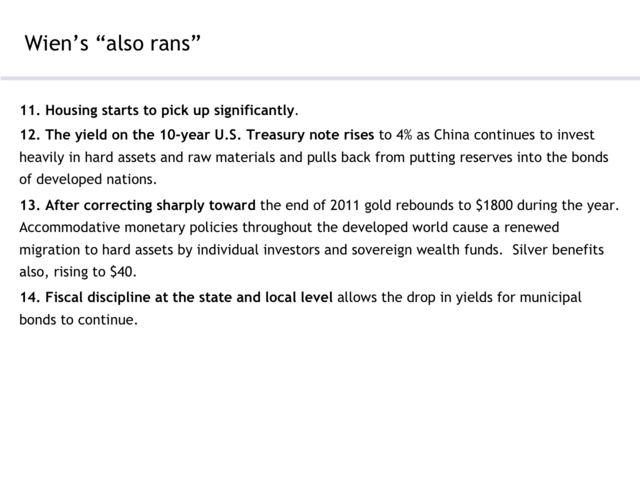 Wien’s “also rans”
11. Housing starts to pick up significantly.
12. The yield on the 10-year U.S. Treasury note rises to 4% as China continues to invest
heavily in hard assets and raw materials and pulls back from putting reserves into the bonds
of developed nations.
13. After correcting sharply toward the end of 2011 gold rebounds to $1800 during the year.
Accommodative monetary policies throughout the developed world cause a renewed
migration to hard assets by individual investors and sovereign wealth funds.  Silver benefits
also, rising to $40.
14. Fiscal discipline at the state and local level allows the drop in yields for municipal
bonds to continue.